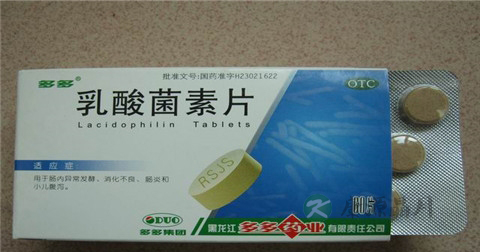 多多®
批准文号:国药准字H23021622
OTC
乳酸菌素片
Lacidophilin Tablets
适应症
用于肠内异常发酵、消化不良、肠炎和
小儿腹泻。
RSJS
DUO
多多集团
黑龙江多多药业有限责任公司